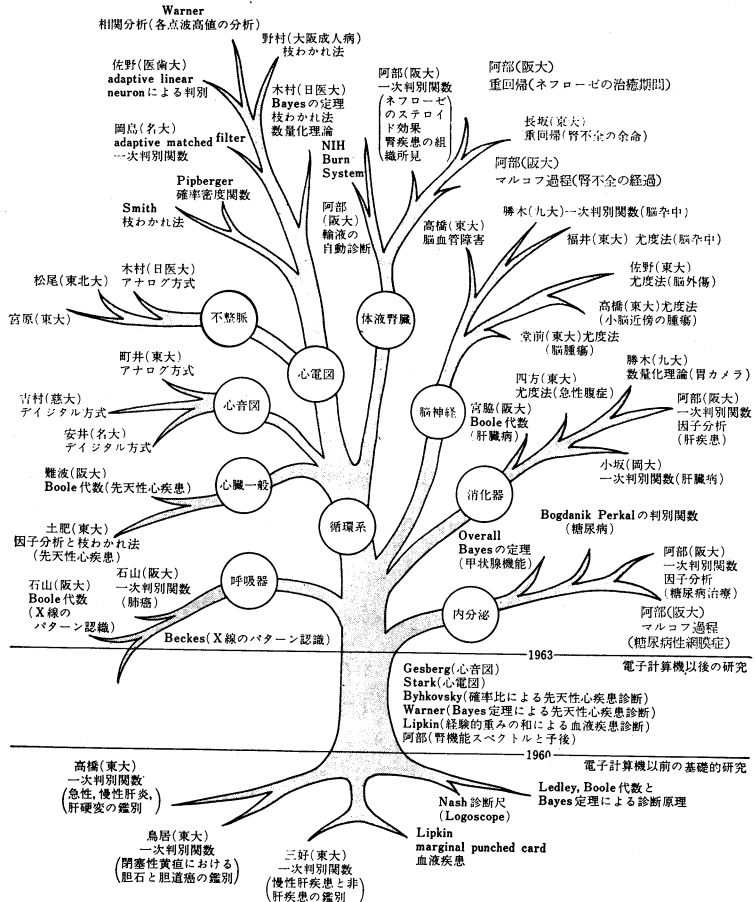 Warner
相関分析(各点波高値の分析)
野村(大阪成人病)
枝わかれ法
佐野(医歯大)
adaptive linear
neuronによる判別
木村(日医大)
Bayesの定理
枝わかれ法
数量化理論
岡島(名大)
adaptive matched filter
一次判別関数
Pipberger
確率密度関数
Smith
枝わかれ法
阿部(阪大)
一次判別関数
(ネフローゼ
のステロイ
ド効果
腎疾患の組
織所見)
NIH
Burn
System
阿部
(阪大)
輸液の
自動診断
阿部(阪大)
重回帰(ネフローゼの治癒期間)
長坂(東大)
重回帰(腎不全の余命)
阿部(阪大)
マルコフ過程(腎不全の経過)
高橋(東大)
脳血管障害
勝木(九大)一次判別関数(脳卒中)
福井(東大) 尤度法(脳卒中)
佐野(東大)
尤度法(脳外傷)
高橋(東大)尤度法
(小脳近傍の腫瘍)
堂前(東大)尤度法
(脳腫瘍)
松尾(東北大)
木村(日医大)
アナログ方式
宮原(東大)
不整脈
体液腎臓
心電図
町井(東大)
アナログ方式
吉村(慈大)
デイジタル方式
安井(名大)
デイジタル方式
心音図
脳神経
宮脇(阪大)
Boole代数
(肝臓病)
四方(東大)
尤度法(急性腹症)
勝木(九大)
数量化理論(胃カメラ)
阿部(阪大)
一次判別関数
因子分析
(肝疾患)
小坂(岡大)
一次判別関数(肝臓病)
消化器
難波(阪大)
Boole代数(先天性心疾患)
心臓一般
土肥(東大)
因子分析と枝わかれ法
(先天性心疾患)
循環系
Overall
Bayesの定理
(甲状腺機能)
Bogdanik Perkalの判別関数
(糖尿病)
阿部(阪大)
一次判別関数
因子分析
(糖尿病治療)
阿部(阪大)
マルコフ過程
(糖尿病性網膜症)
内分泌
呼吸器
石山(阪大)
Boole代数
(X線の
パターン認識)
石山(阪大)
一次判別関数
(肺癌)
Beckes(X線のパターン認識)
1963
電子計算機以後の研究
Gesberg(心音図)
Stark(心電図)
Byhkovsky(確率比による先天性心疾患診断)
Warner(Bayes定理による先天性心疾患診断)
Lipkin(経験的重みの和による血液疾患診断)
阿部(腎機能スペクトルと予後)
1960
電子計算機以前の基礎的研究
高橋(東大)
一次判別関数
(急性,慢性肝炎,
肝硬変の鑑別)
鳥居(東大)
一次判別関数
(閉塞性黄疸における
胆石と胆道癌の鑑別)
三好(東大)
一次判別関数
(慢性肝疾患と非
肝疾患の鑑別)
Nash診断尺
(Logoscope)
Lipkin
marginal punched card
血液疾患
Ledley, Boole代数と
Bayes定理による診断原理